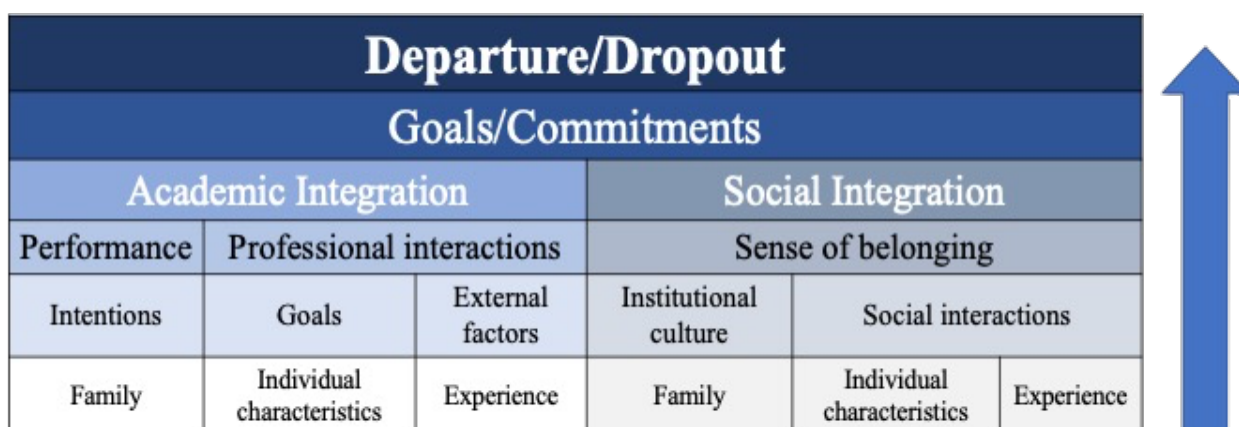 Departure/Dropout
Goals/Commitments
Academic Integration
Social Integration
Performance
Professional interactions
Sense of belonging
Intentions
Goals
External
factors
Institutional
culture
Social interactions
Family
Individual
characteristics
Experience
Family
Individual
characteristics
Experience